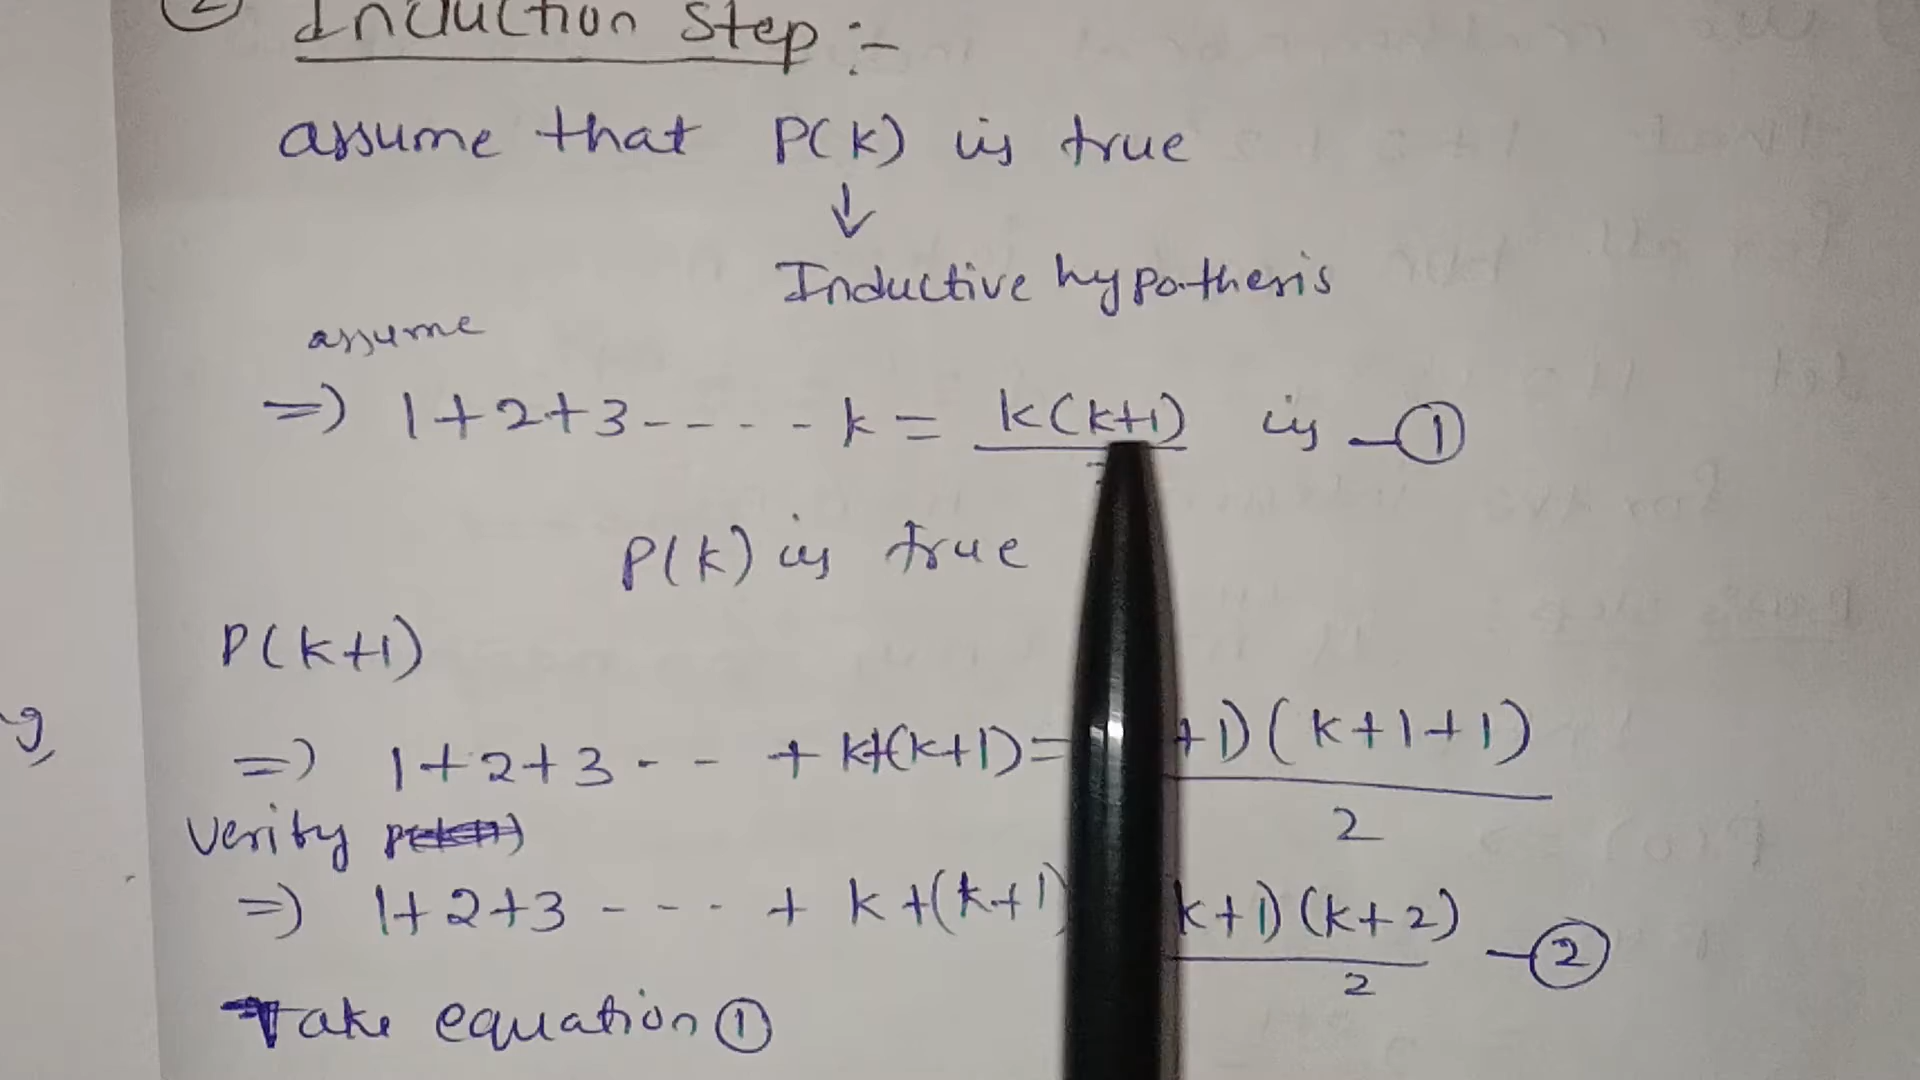 ② Induction Step :-
assume that P(k) is true
↓
Inductive hypothesis
assume
=> 1+2+3---- k = k(k+1) is -①
P(k) is true
P(k+1)
=> 1+2+3 -- + k+(k+1)= +1)(k+1+1)
2
g,
Verify
=> 1+2+3 ---- + k+(k+1) k+1)(k+2) -②
2
Take equation ①